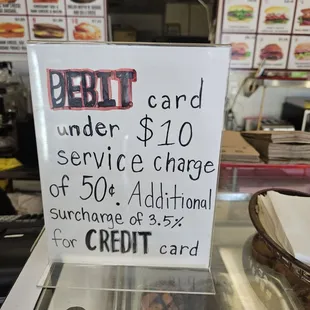 DEBIT card
under $10
service charge
of 50¢. Additional
surcharge of 3.5%
for CREDIT card